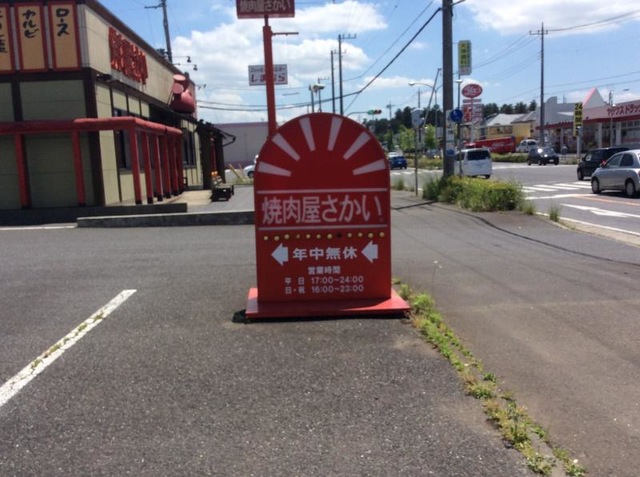 焼肉屋さかい
ロース
カルビ
焼肉屋さかい
年中無休
営業時間
平 日 17:00~24:00
日・祝 16:00~23:00